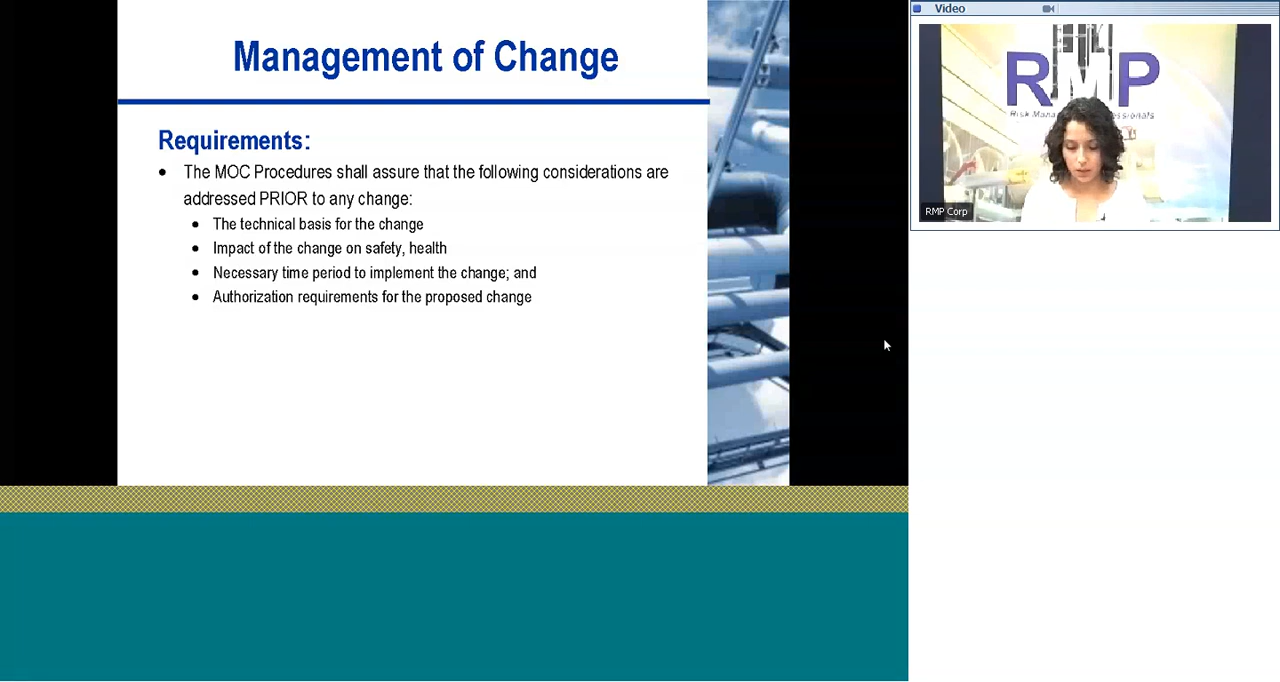 Management of Change
Requirements:
• The MOC Procedures shall assure that the following considerations are
addressed PRIOR to any change:
• The technical basis for the change
• Impact of the change on safety, health
• Necessary time period to implement the change; and
• Authorization requirements for the proposed change
Video
RMP
RMP Corp